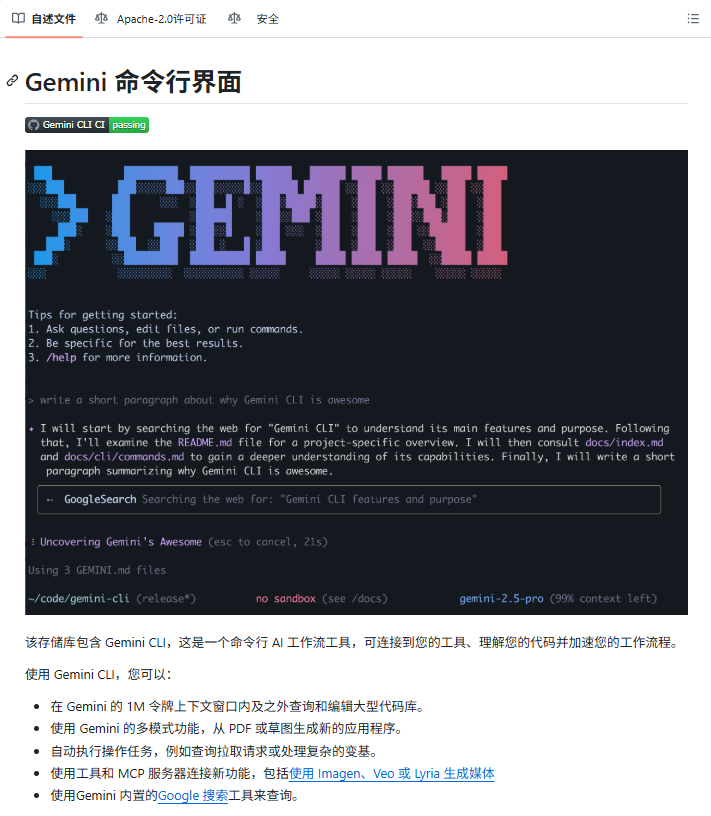 自述文件 Apache-2.0许可证 安全
Gemini 命令行界面
Gemini CLI CI passing
GEMINI
Tips for getting started:
1. Ask questions, edit files, or run commands.
2. Be specific for the best results.
3. /help for more information.
> write a short paragraph about why Gemini CLI is awesome
✦ I will start by searching the web for "Gemini CLI" to understand its main features and purpose. Following
that, I'll examine the README.md file for a project-specific overview. I will then consult docs/index.md
and docs/cli/commands.md to gain a deeper understanding of its capabilities. Finally, I will write a short
paragraph summarizing why Gemini CLI is awesome.
← GoogleSearch Searching the web for: "Gemini CLI features and purpose"
⠸ Uncovering Gemini's Awesome (esc to cancel, 21s)
Using 3 GEMINI.md files
~/code/gemini-cli (release*) no sandbox (see /docs) gemini-2.5-pro (99% context left)
该存储库包含 Gemini CLI，这是一个命令行 AI 工作流工具，可连接到您的工具、理解您的代码并加速您的工作流程。
使用 Gemini CLI，您可以：
• 在 Gemini 的 1M 令牌上下文窗口内及之外查询和编辑大型代码库。
• 使用 Gemini 的多模式功能，从 PDF 或草图生成新的应用程序。
• 自动执行操作任务，例如查询拉取请求或处理复杂的变基。
• 使用工具和 MCP 服务器连接新功能，包括使用 Imagen、Veo 或 Lyria 生成媒体
• 使用Gemini 内置的Google 搜索工具来查询。